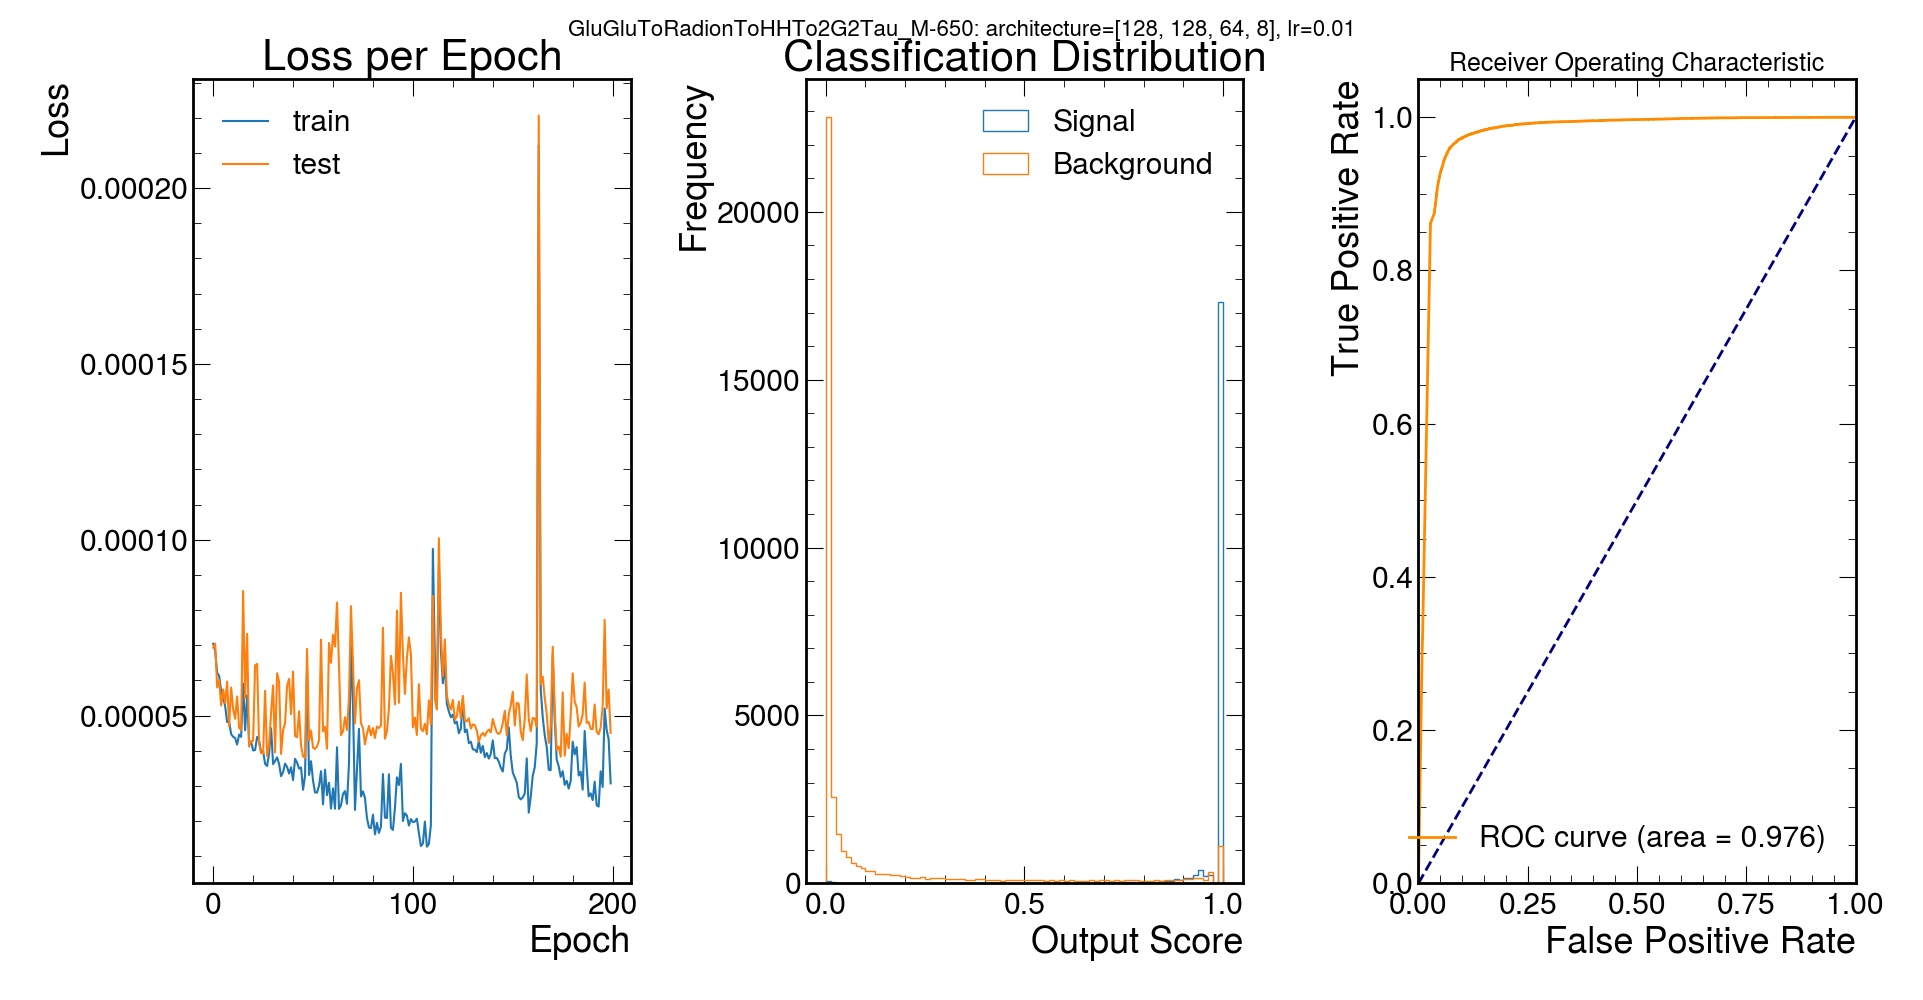 GluGluToRadionToHHTo2G2Tau_M-650: architecture=[128, 128, 64, 8], lr=0.01
Loss per Epoch
Loss
train
test
0.00020
0.00015
0.00010
0.00005
0
100
200
Epoch
Classification Distribution
Frequency
Signal
Background
20000
15000
10000
5000
0
0.0
0.5
1.0
Output Score
Receiver Operating Characteristic
True Positive Rate
1.0
0.8
0.6
0.4
0.2
0.0
ROC curve (area = 0.976)
0.00
0.25
0.50
0.75
1.00
False Positive Rate